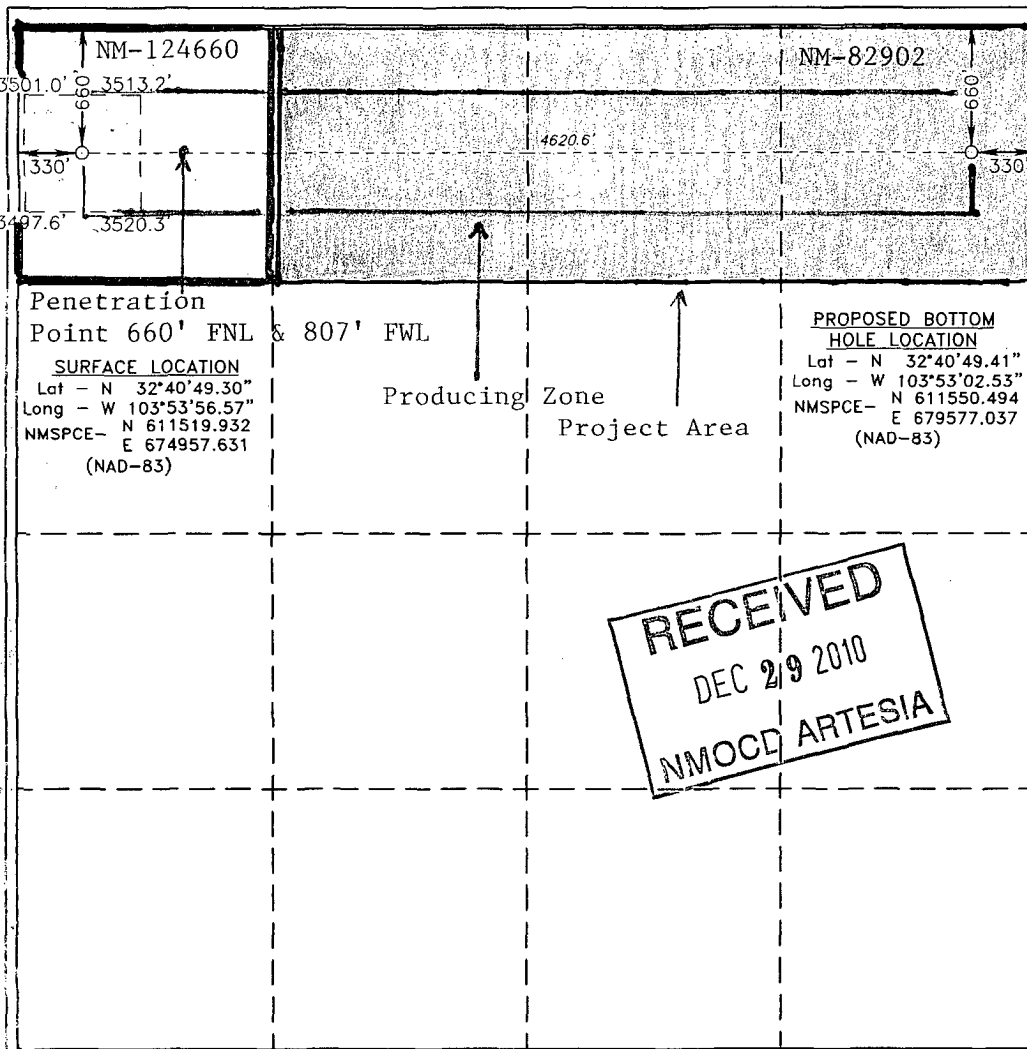 NM-124660
NM-82902
3501.0' 3513.2'
660'
660'
4620.6'
330'
330'
3497.6' 3520.3'
Penetration
Point 660' FNL & 807' FWL
SURFACE LOCATION
Lat - N 32°40'49.30"
Long - W 103°53'56.57"
NMSPCE- N 611519.932
E 674957.631
(NAD-83)
Producing Zone
Project Area
PROPOSED BOTTOM
HOLE LOCATION
Lat - N 32°40'49.41"
Long - W 103°53'02.53"
NMSPCE- N 611550.494
E 679577.037
(NAD-83)
RECEIVED
DEC 29 2010
NMOCD ARTESIA